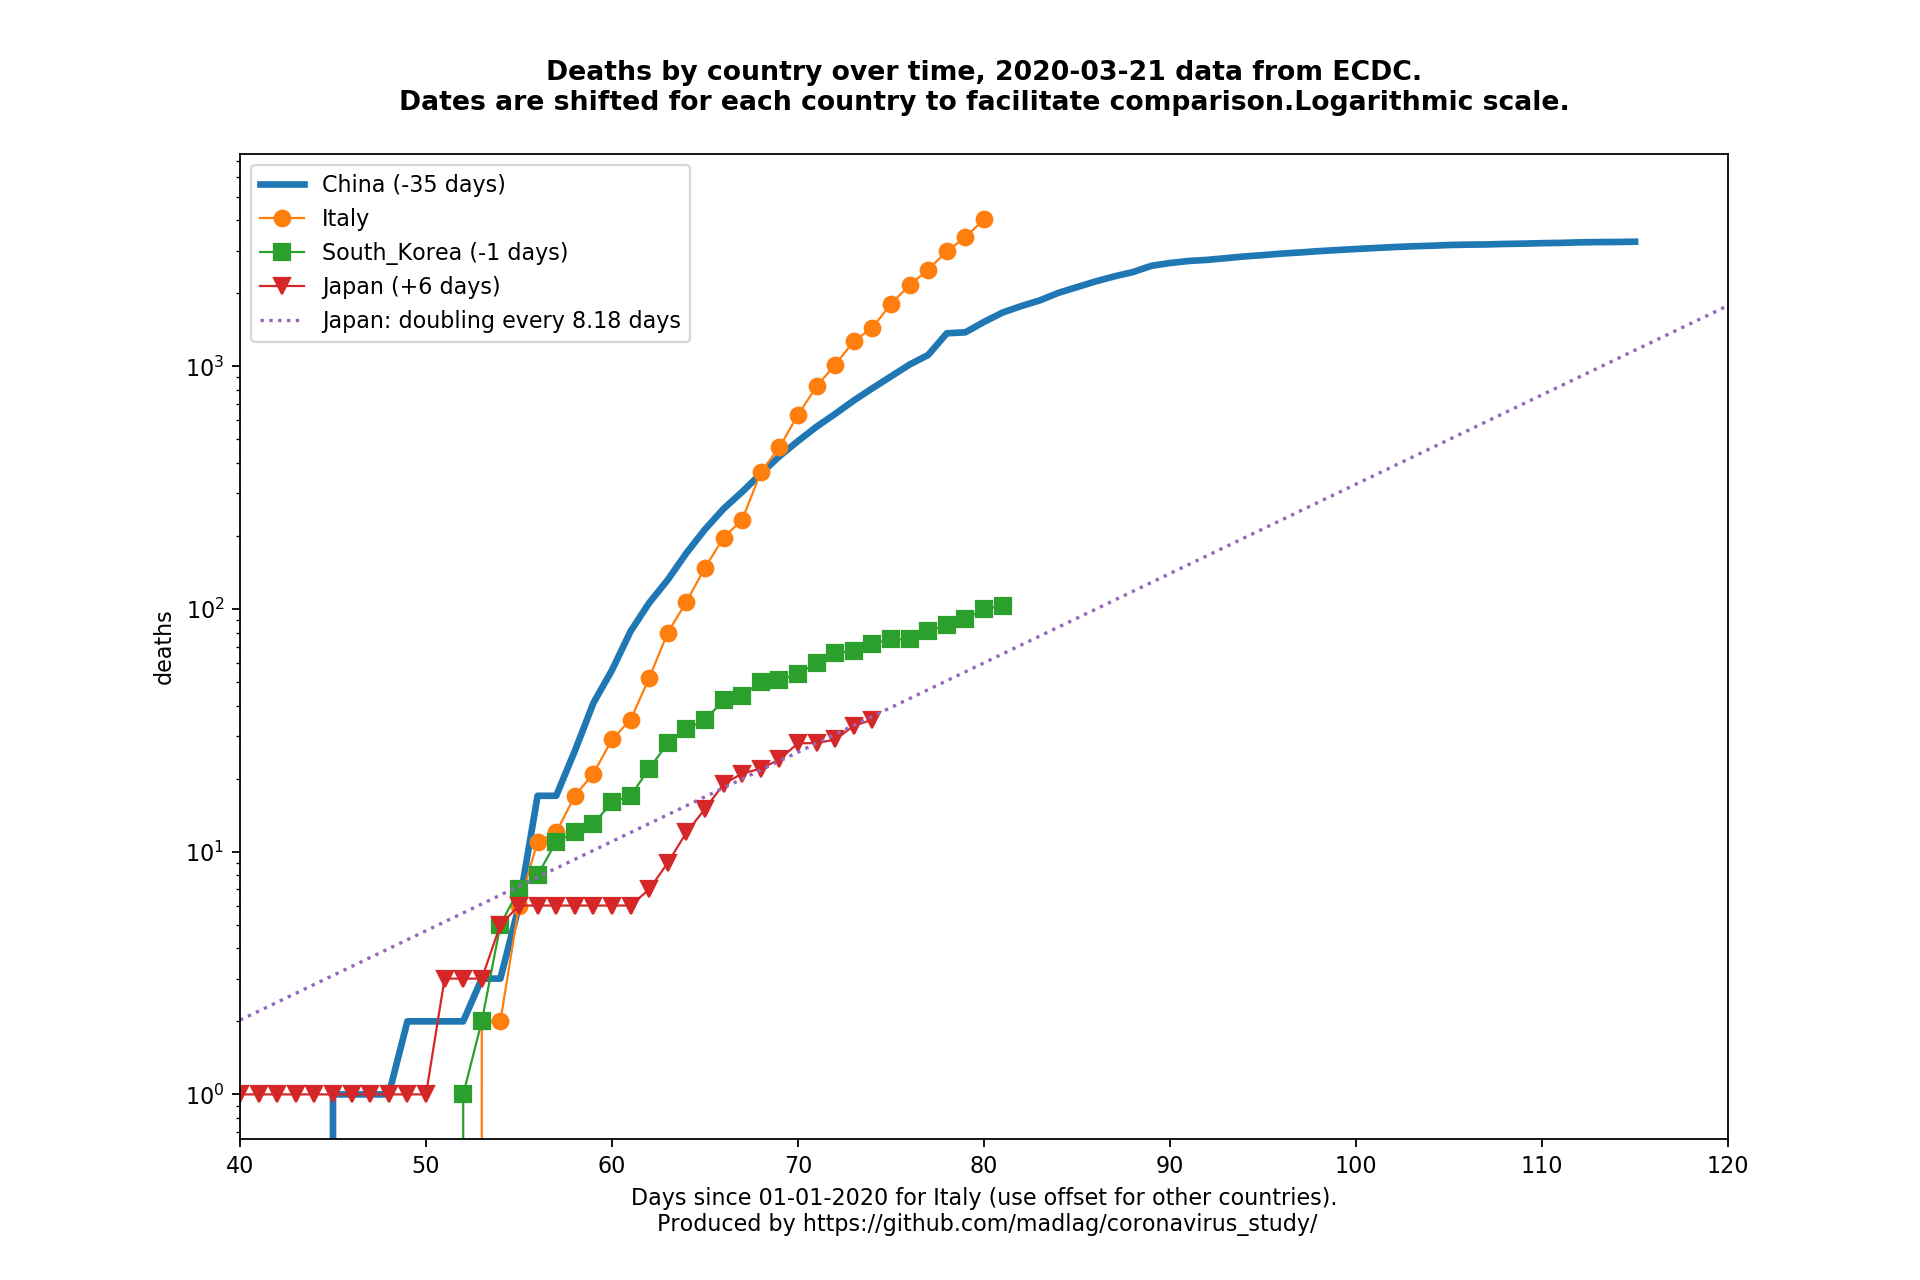 Deaths by country over time, 2020-03-21 data from ECDC.
Dates are shifted for each country to facilitate comparison.Logarithmic scale.
China (-35 days)
Italy
South_Korea (-1 days)
Japan (+6 days)
Japan: doubling every 8.18 days
10³
10²
10¹
10⁰
deaths
40 50 60 70 80 90 100 110 120
Days since 01-01-2020 for Italy (use offset for other countries).
Produced by https://github.com/madlag/coronavirus_study/